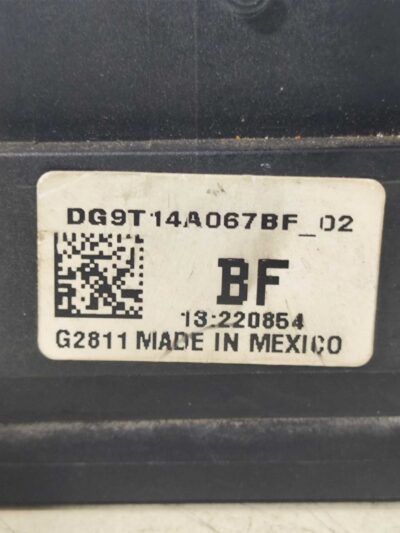 DG9T14A067BF_02
BF
13:220854
G2811 MADE IN MEXICO